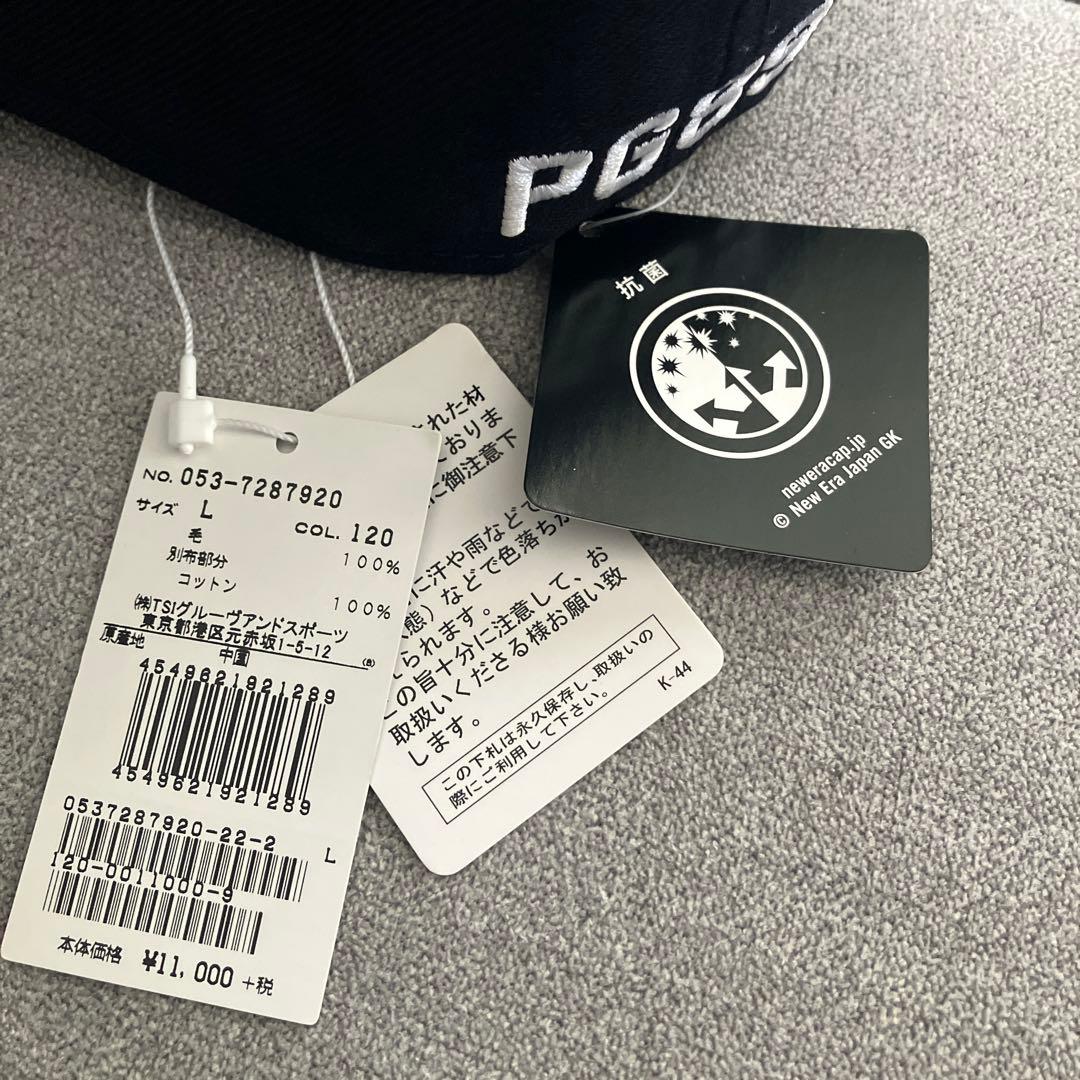 PG89
抗菌
neweracap.jp
© New Era Japan GK
NO. 053-7287920
サイズ L
COL. 120
毛
100%
別布部分
コットン
100%
㈱TSIグルーヴアンドスポーツ
東京都港区元赤坂1-5-12
原産地 中国 (a)
4549621921289
4549621921289
0537287920-22-2
L
120-0011000-9
本体価格 ¥11,000 +税
された材
おりま
に御注意下
に汗や雨などで
態)などで色落ちが
られます。
この旨十分に注意して、お
取扱いくださる様お願い致
します。
この下札は永久保存し、取扱いの
際にご利用して下さい。
K-44